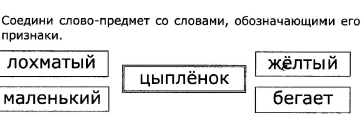 Соедини слово-предмет со словами, обозначающими его
признаки.
лохматый
жёлтый
цыплёнок
маленький
бегает